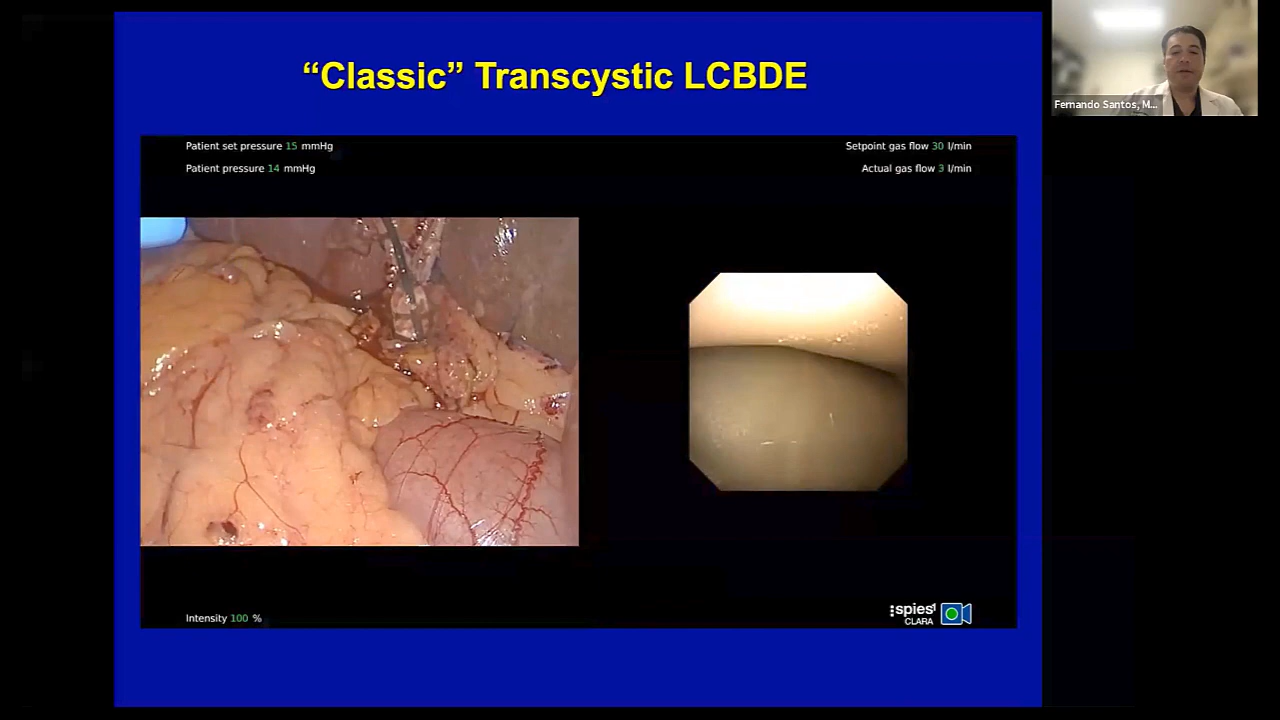 “Classic” Transcystic LCBDE
Fernando Santos, M...
Patient set pressure 15 mmHg
Setpoint gas flow 30 l/min
Patient pressure 14 mmHg
Actual gas flow 3 l/min
Intensity 100 %
spies
CLARA